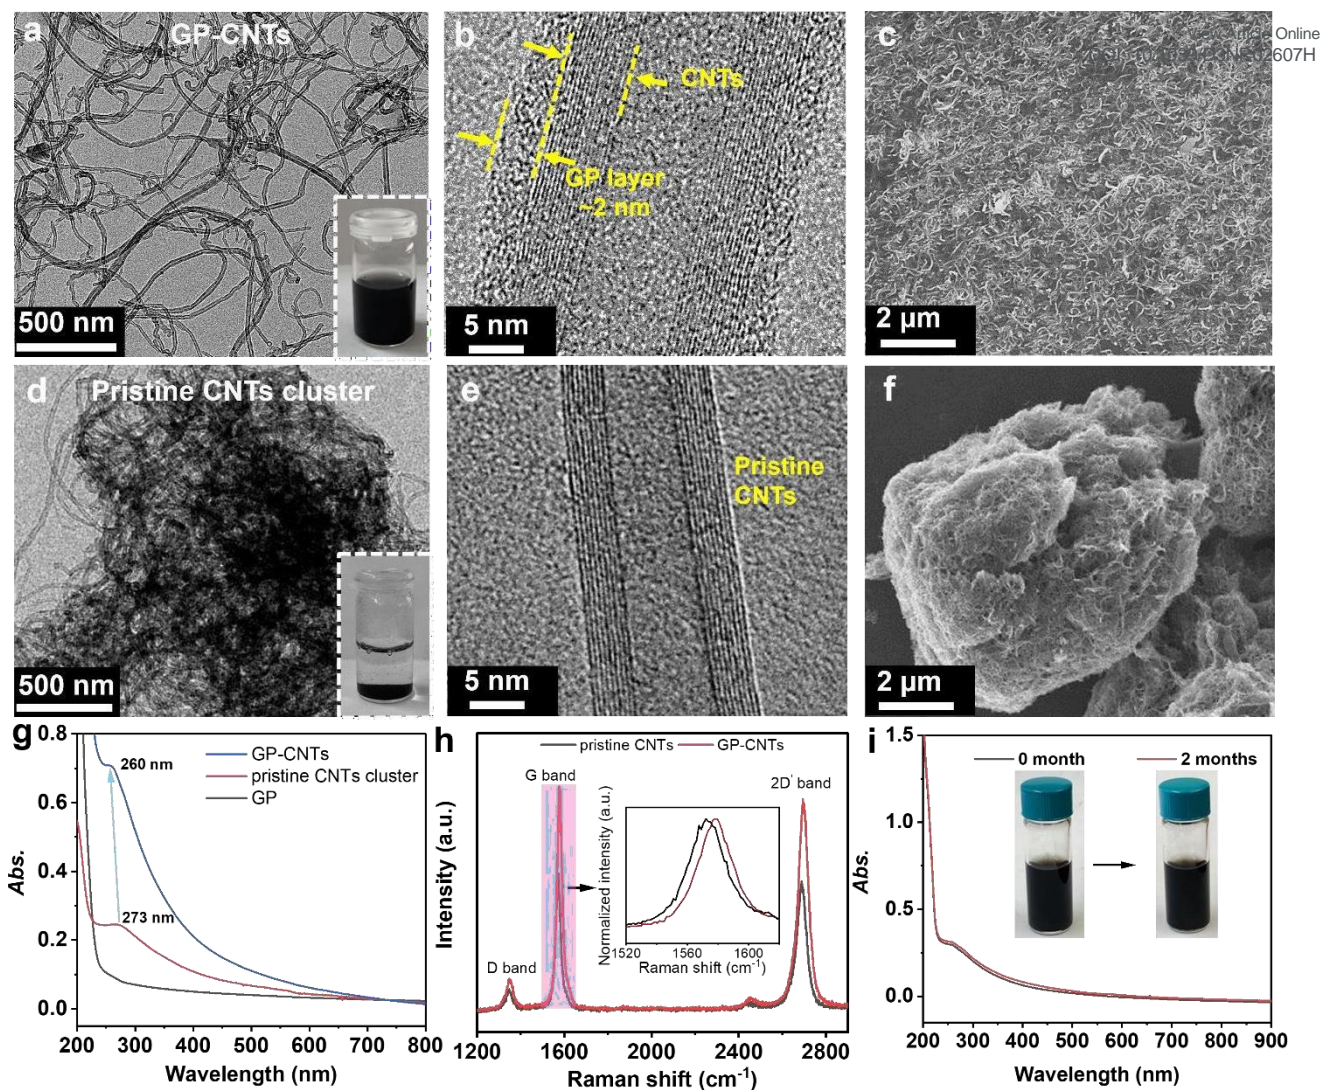 a
GP-CNTs
500 nm
b
CNTs
GP layer
~2 nm
5 nm
c
Online
2607H
2 µm
d
Pristine CNTs cluster
500 nm
e
Pristine
CNTs
5 nm
f
2 µm
g
GP-CNTs
pristine CNTs cluster
GP
260 nm
273 nm
0.8
0.6
0.4
0.2
0.0
Abs.
200 300 400 500 600 700 800
Wavelength (nm)
h
pristine CNTs GP-CNTs
G band
2D' band
D band
Normalized intensity (a.u.)
1520 1560 1600
Raman shift (cm-1)
Intensity (a.u.)
1200 1600 2000 2400 2800
Raman shift (cm-1)
i
0 month 2 months
1.5
1.0
0.5
0.0
Abs.
200 300 400 500 600 700 800 900
Wavelength (nm)